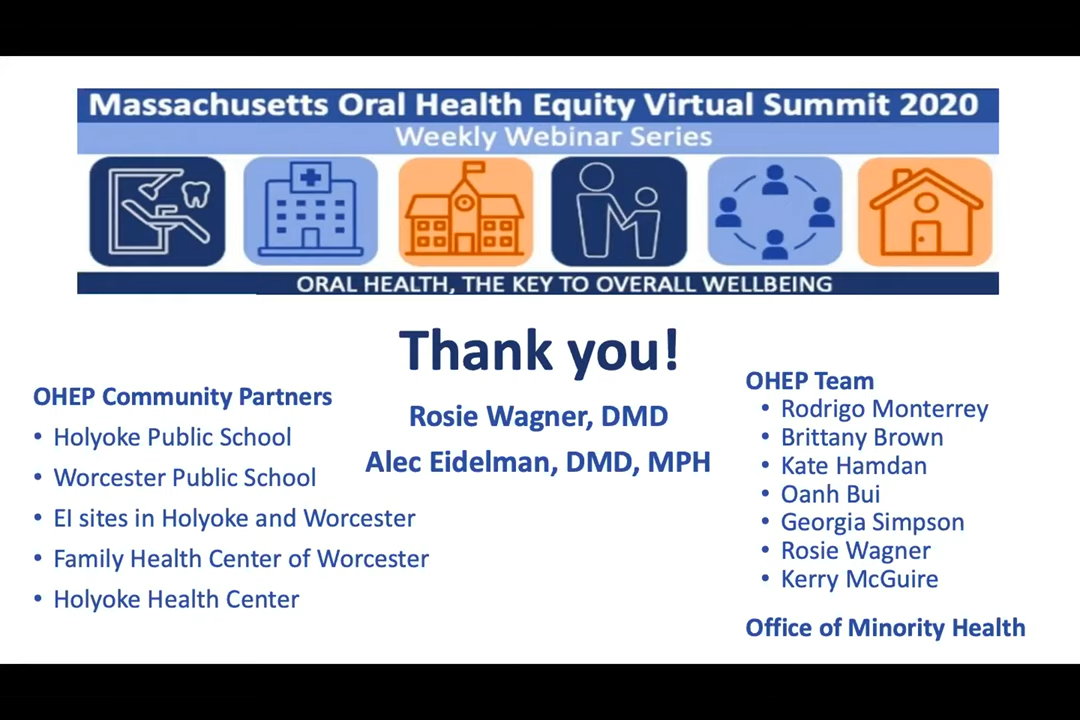 Massachusetts Oral Health Equity Virtual Summit 2020
Weekly Webinar Series
ORAL HEALTH, THE KEY TO OVERALL WELLBEING
Thank you!
Rosie Wagner, DMD
Alec Eidelman, DMD, MPH
OHEP Community Partners
• Holyoke Public School
• Worcester Public School
• EI sites in Holyoke and Worcester
• Family Health Center of Worcester
• Holyoke Health Center
OHEP Team
• Rodrigo Monterrey
• Brittany Brown
• Kate Hamdan
• Oanh Bui
• Georgia Simpson
• Rosie Wagner
• Kerry McGuire
Office of Minority Health